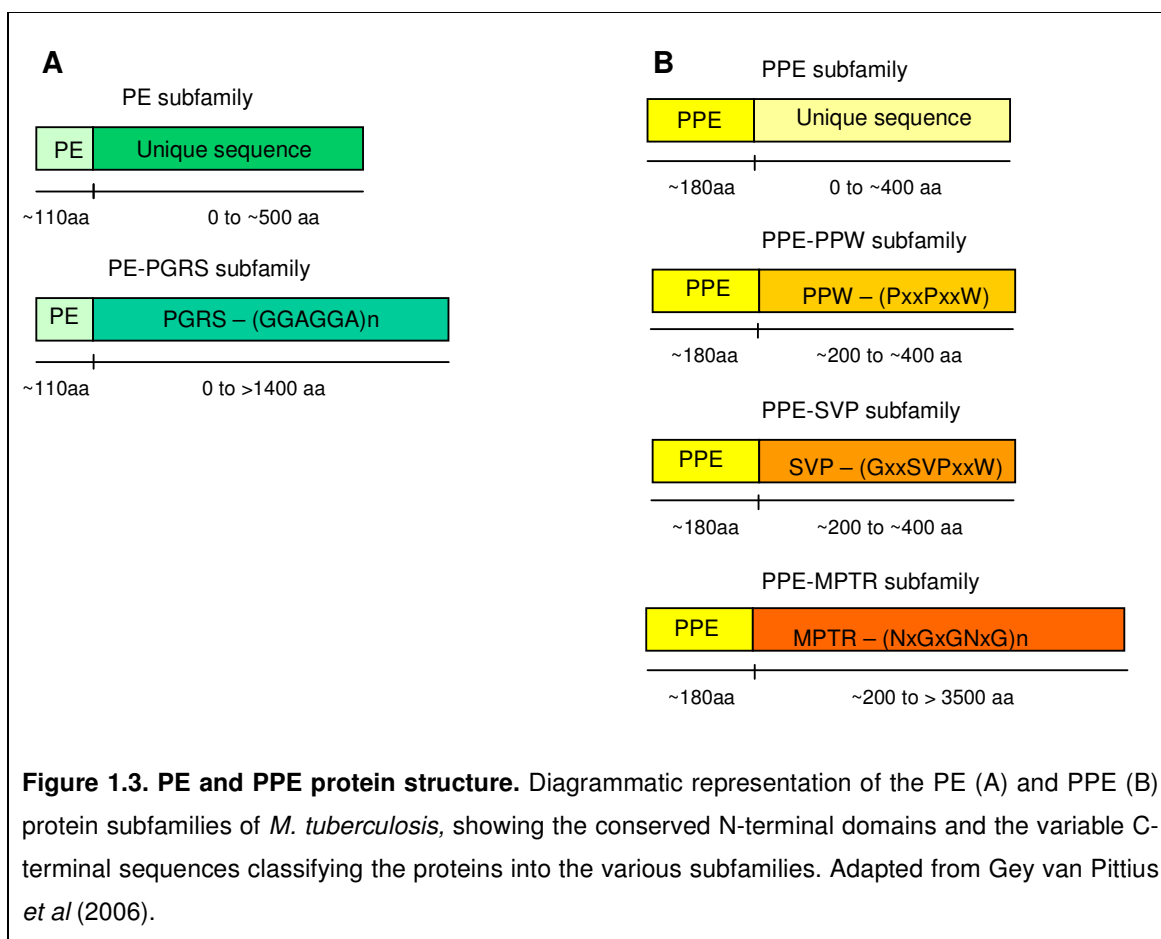 A
PE subfamily
PE Unique sequence
~110aa 0 to ~500 aa
PE-PGRS subfamily
PE PGRS – (GGAGGA)n
~110aa 0 to >1400 aa
B
PPE subfamily
PPE Unique sequence
~180aa 0 to ~400 aa
PPE-PPW subfamily
PPE PPW – (PxxPxxW)
~180aa ~200 to ~400 aa
PPE-SVP subfamily
PPE SVP – (GxxSVPxxW)
~180aa ~200 to ~400 aa
PPE-MPTR subfamily
PPE MPTR – (NxGxGNxG)n
~180aa ~200 to > 3500 aa
Figure 1.3. PE and PPE protein structure. Diagrammatic representation of the PE (A) and PPE (B)
protein subfamilies of M. tuberculosis, showing the conserved N-terminal domains and the variable C-
terminal sequences classifying the proteins into the various subfamilies. Adapted from Gey van Pittius
et al (2006).